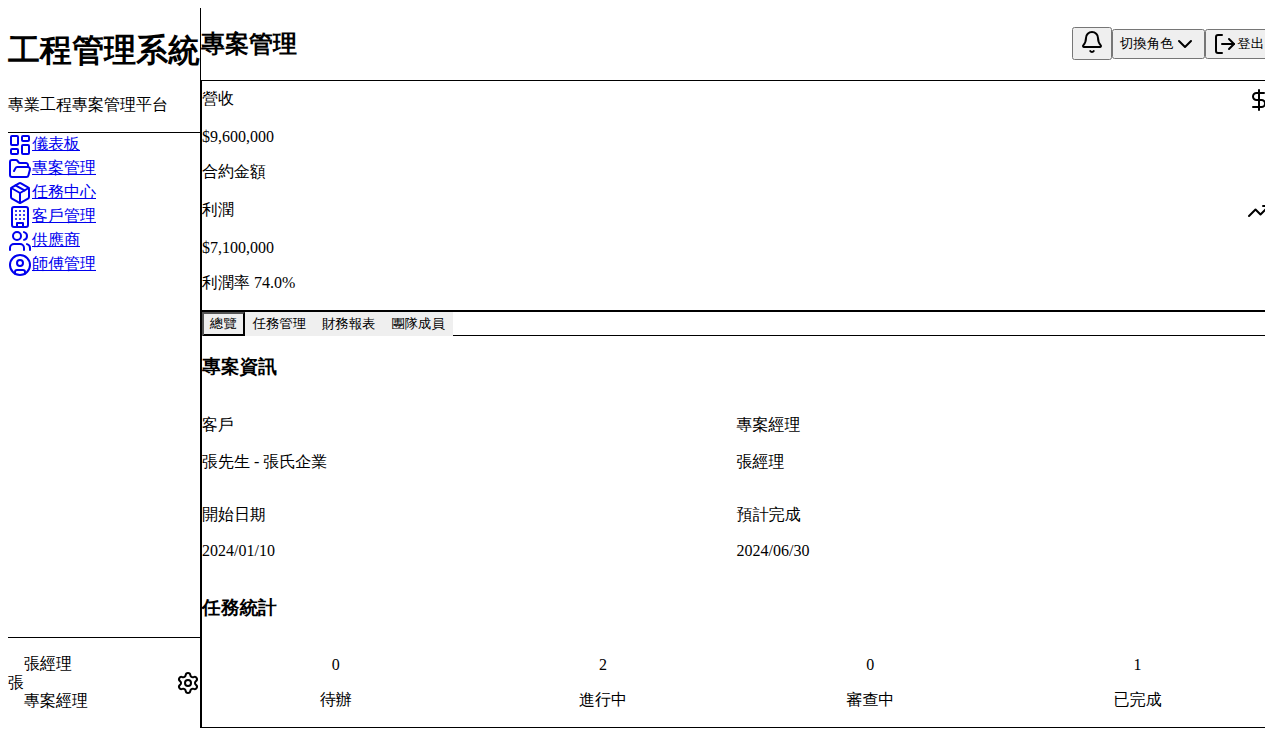 工程管理系統
專業工程專案管理平台
儀表板
專案管理
任務中心
客戶管理
供應商
師傅管理
張
張經理
專案經理
專案管理
切換角色
登出
營收
$9,600,000
合約金額
利潤
$7,100,000
利潤率 74.0%
總覽 任務管理 財務報表 團隊成員
專案資訊
客戶
張先生 - 張氏企業
專案經理
張經理
開始日期
2024/01/10
預計完成
2024/06/30
任務統計
0
待辦
2
進行中
0
審查中
1
已完成